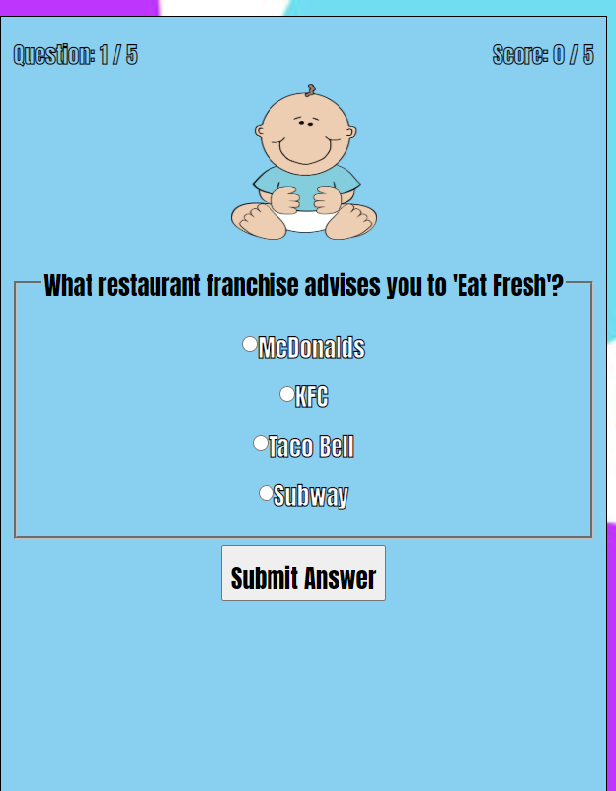 Question: 1 / 5
Score: 0 / 5
What restaurant franchise advises you to 'Eat Fresh'?
McDonalds
KFC
Taco Bell
Subway
Submit Answer